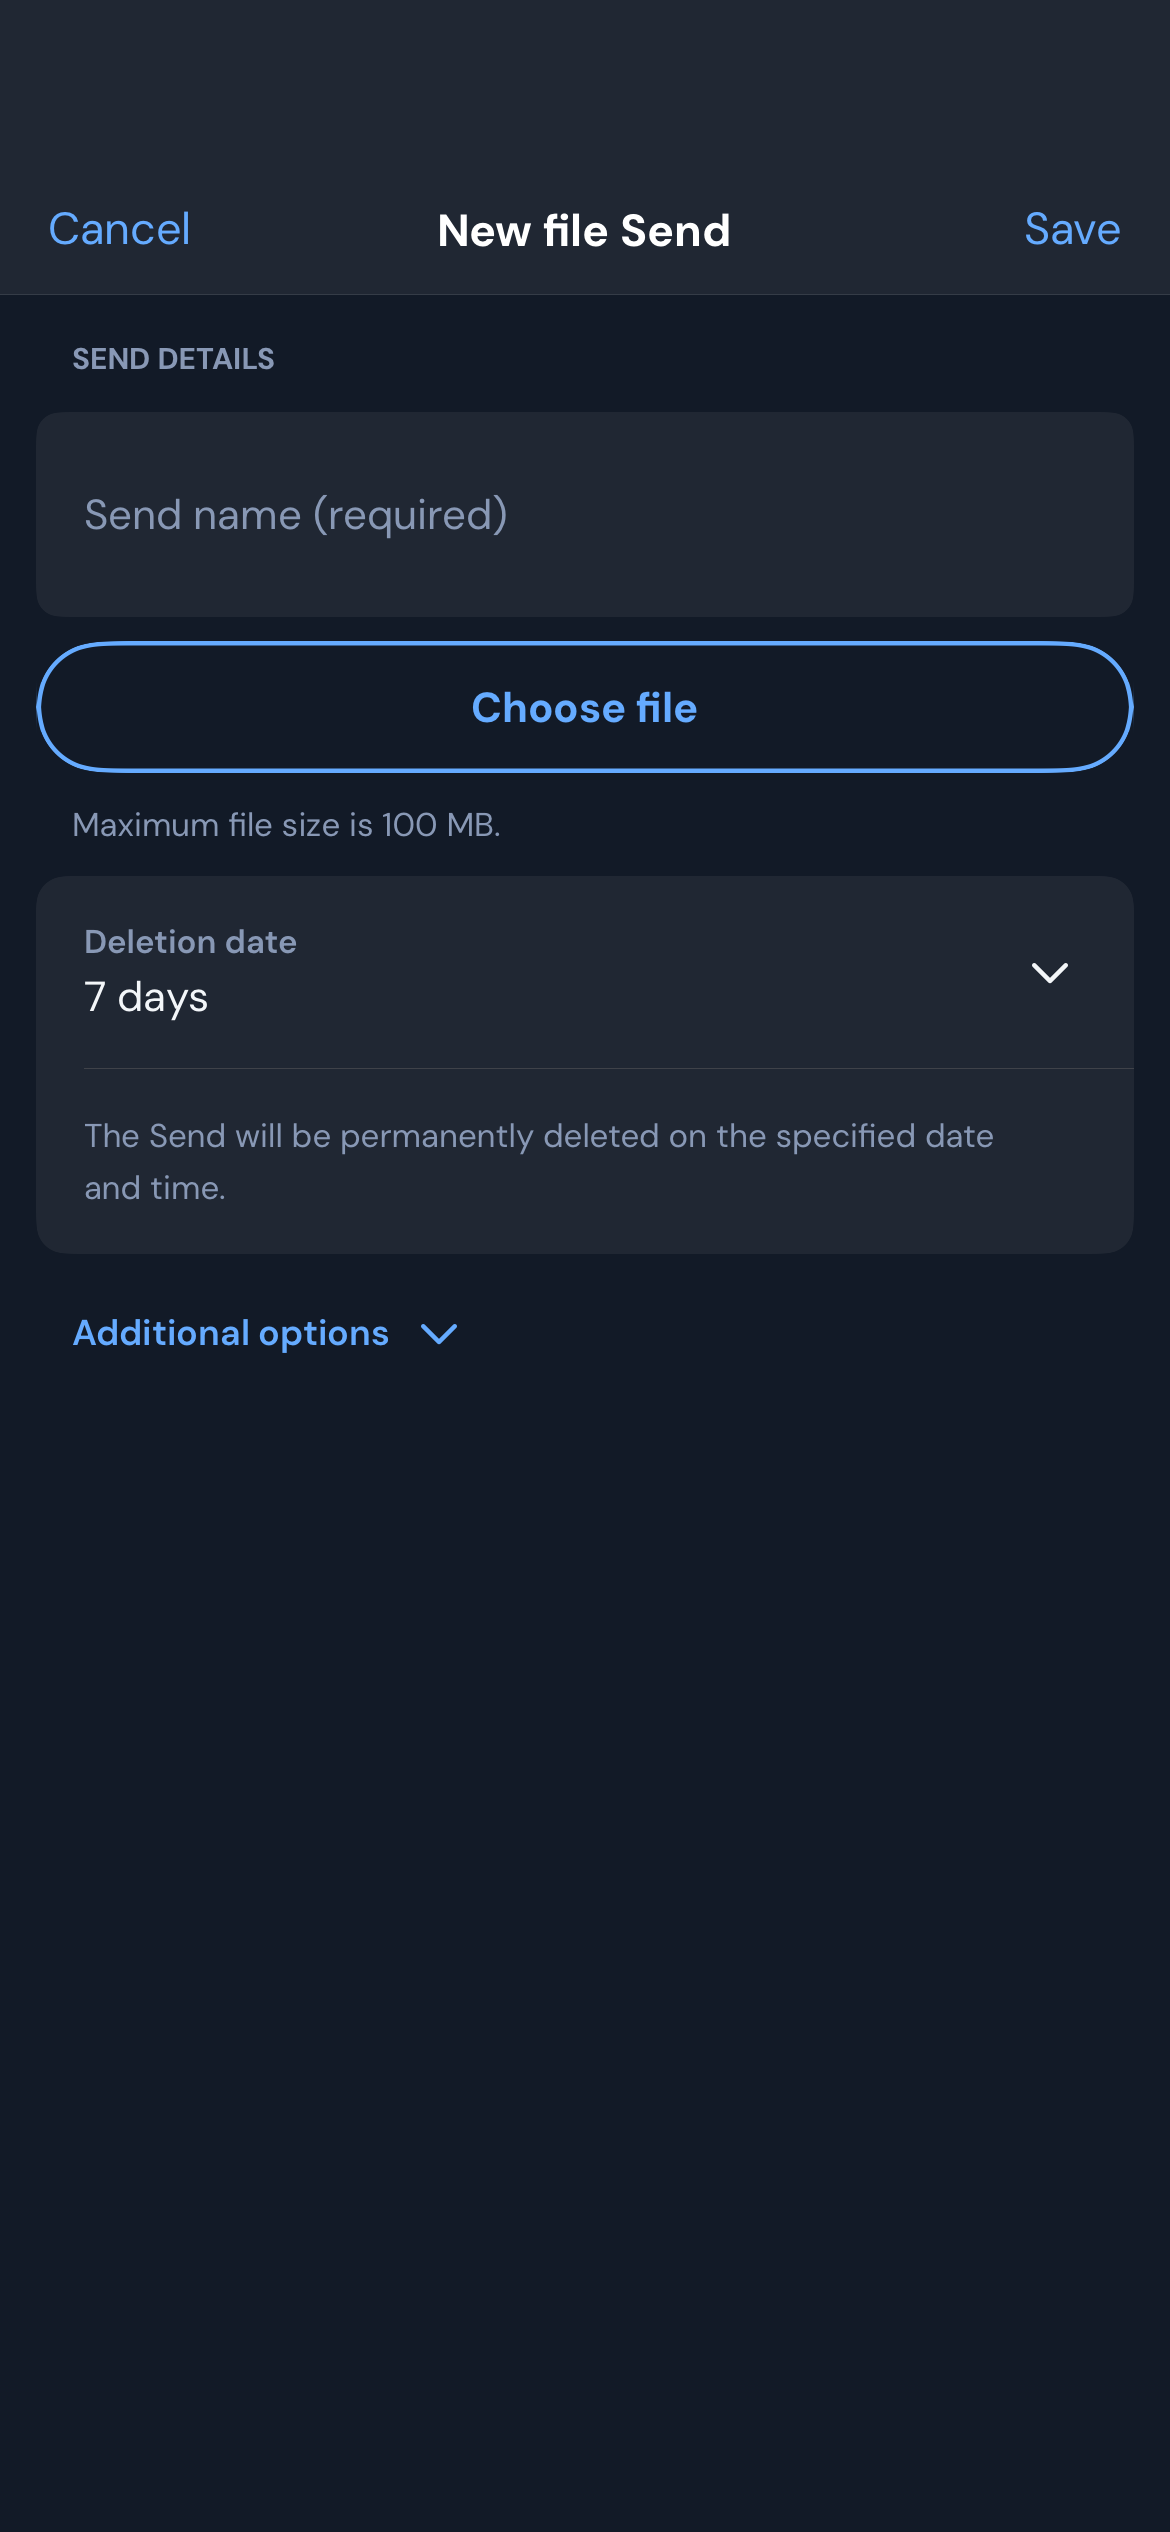 Cancel New file Send Save
SEND DETAILS
Send name (required)
Choose file
Maximum file size is 100 MB.
Deletion date
7 days
The Send will be permanently deleted on the specified date
and time.
Additional options